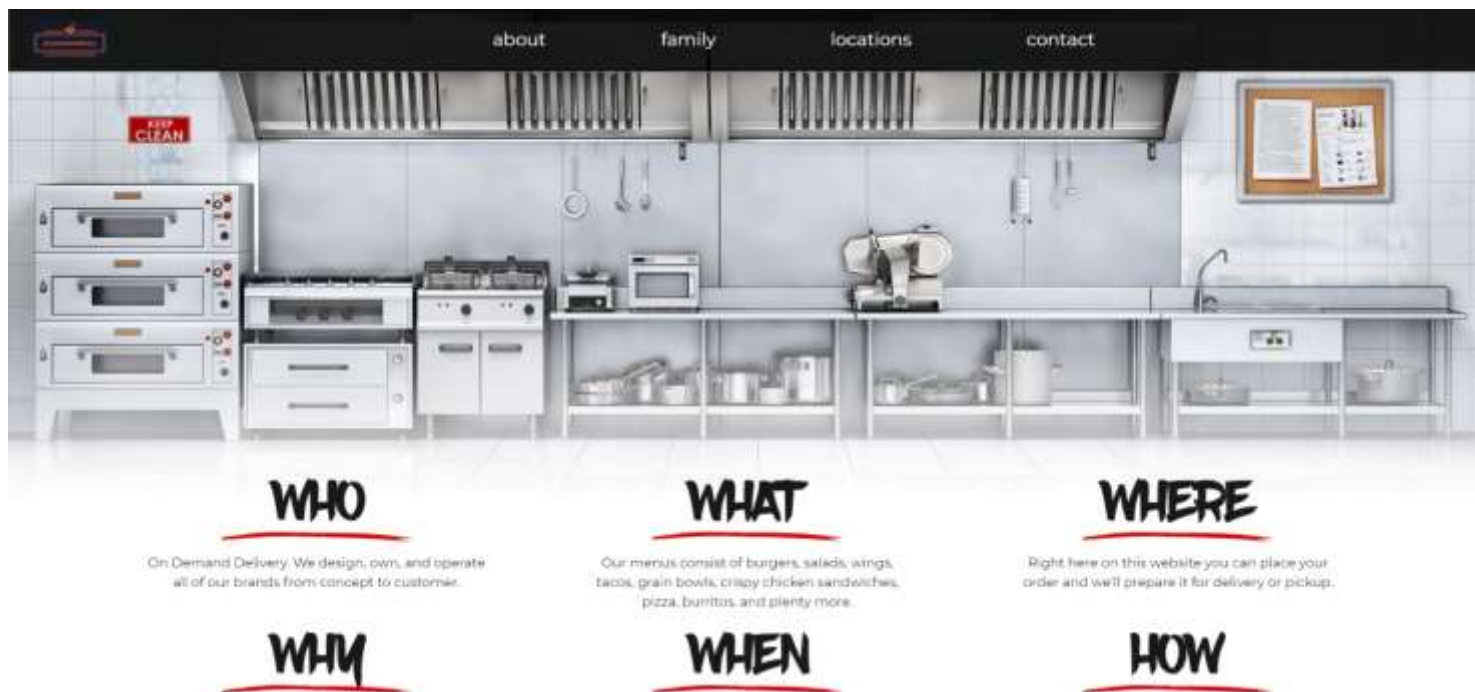 about family locations contact
KEEP
CLEAN
WHO
On Demand Delivery. We design, own, and operate
all of our brands from concept to customer.
WHAT
Our menus consist of burgers, salads, wings,
tacos, grain bowls, crispy chicken sandwiches,
pizza, burritos, and plenty more.
WHERE
Right here on this website you can place your
order and we'll prepare it for delivery or pickup.
WHY
WHEN
HOW